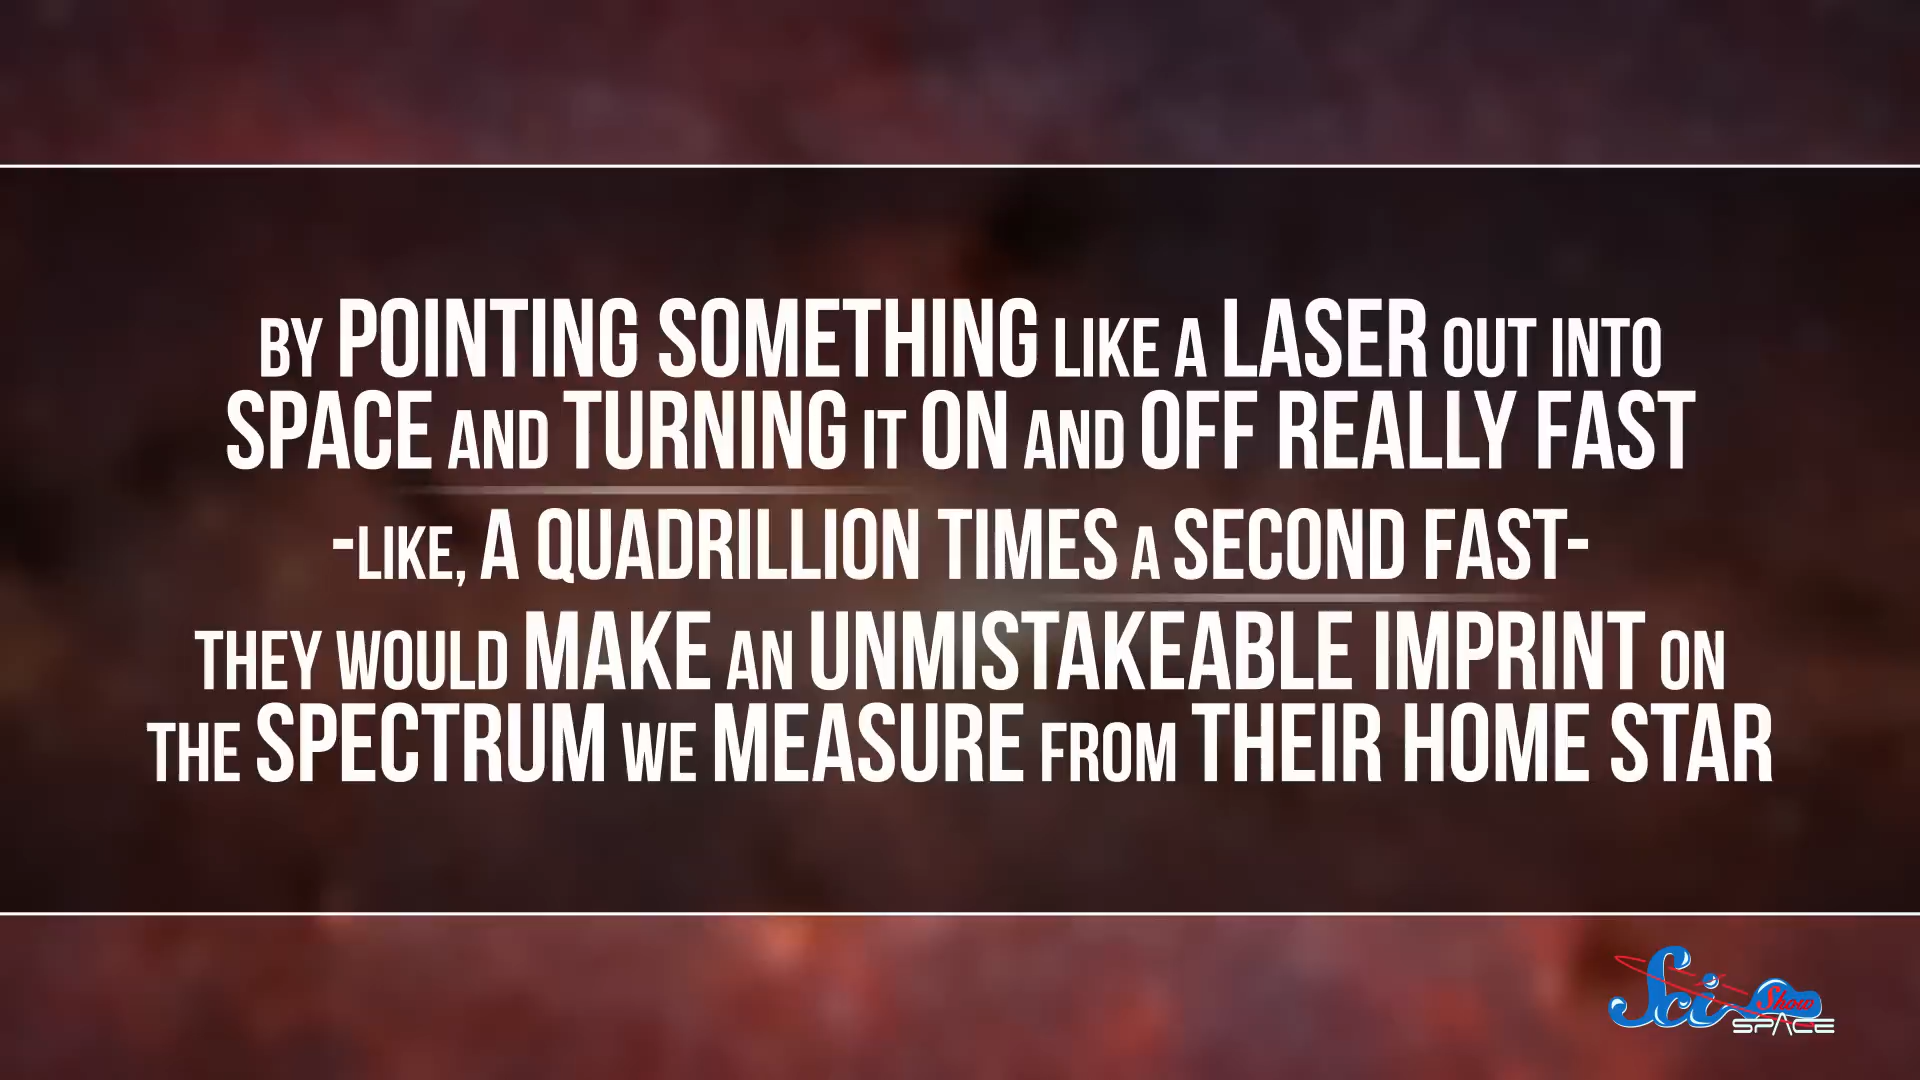 BY POINTING SOMETHING LIKE A LASER OUT INTO
SPACE AND TURNING IT ON AND OFF REALLY FAST
-LIKE, A QUADRILLION TIMES A SECOND FAST-
THEY WOULD MAKE AN UNMISTAKEABLE IMPRINT ON
THE SPECTRUM WE MEASURE FROM THEIR HOME STAR
Sci Show
SPACE